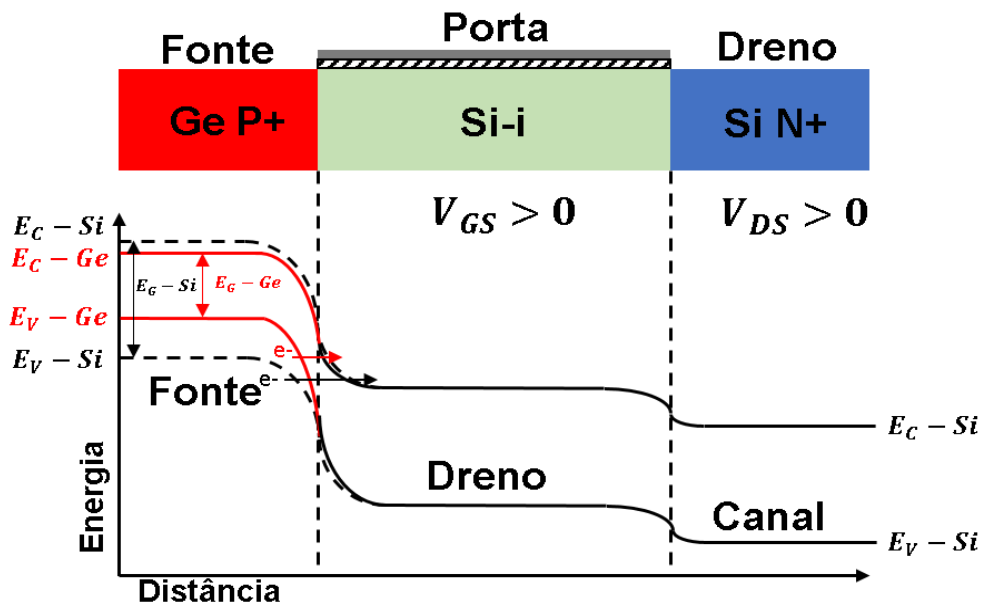 Fonte
Porta
Dreno
Ge P+
Si-i
Si N+
V_GS > 0
V_DS > 0
E_C − Si
E_C − Ge
E_G − Si
E_G − Ge
E_V − Ge
E_V − Si
e-
e-
Fonte
Dreno
Canal
E_C − Si
E_V − Si
Energia
Distância